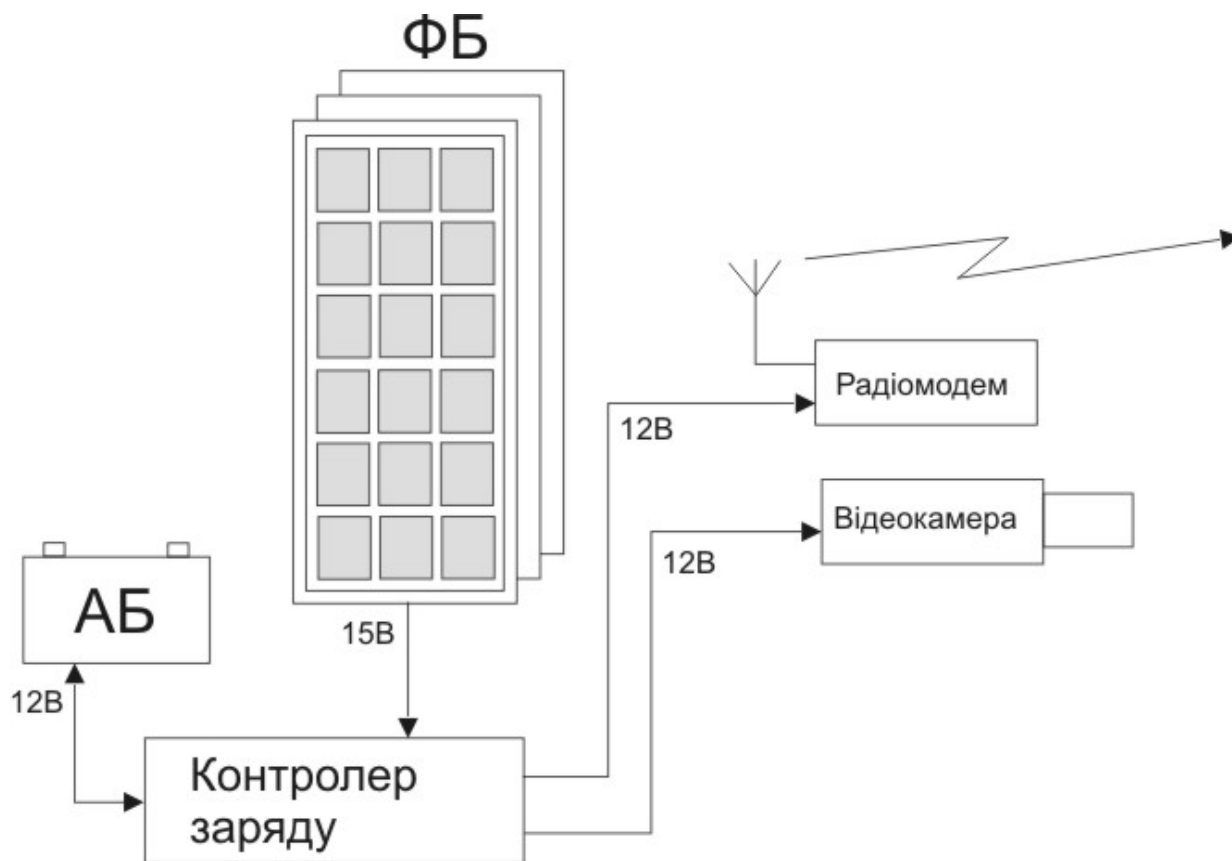 ФБ
Радіомодем
12В
Відеокамера
12В
АБ
15В
12В
Контролер
заряду